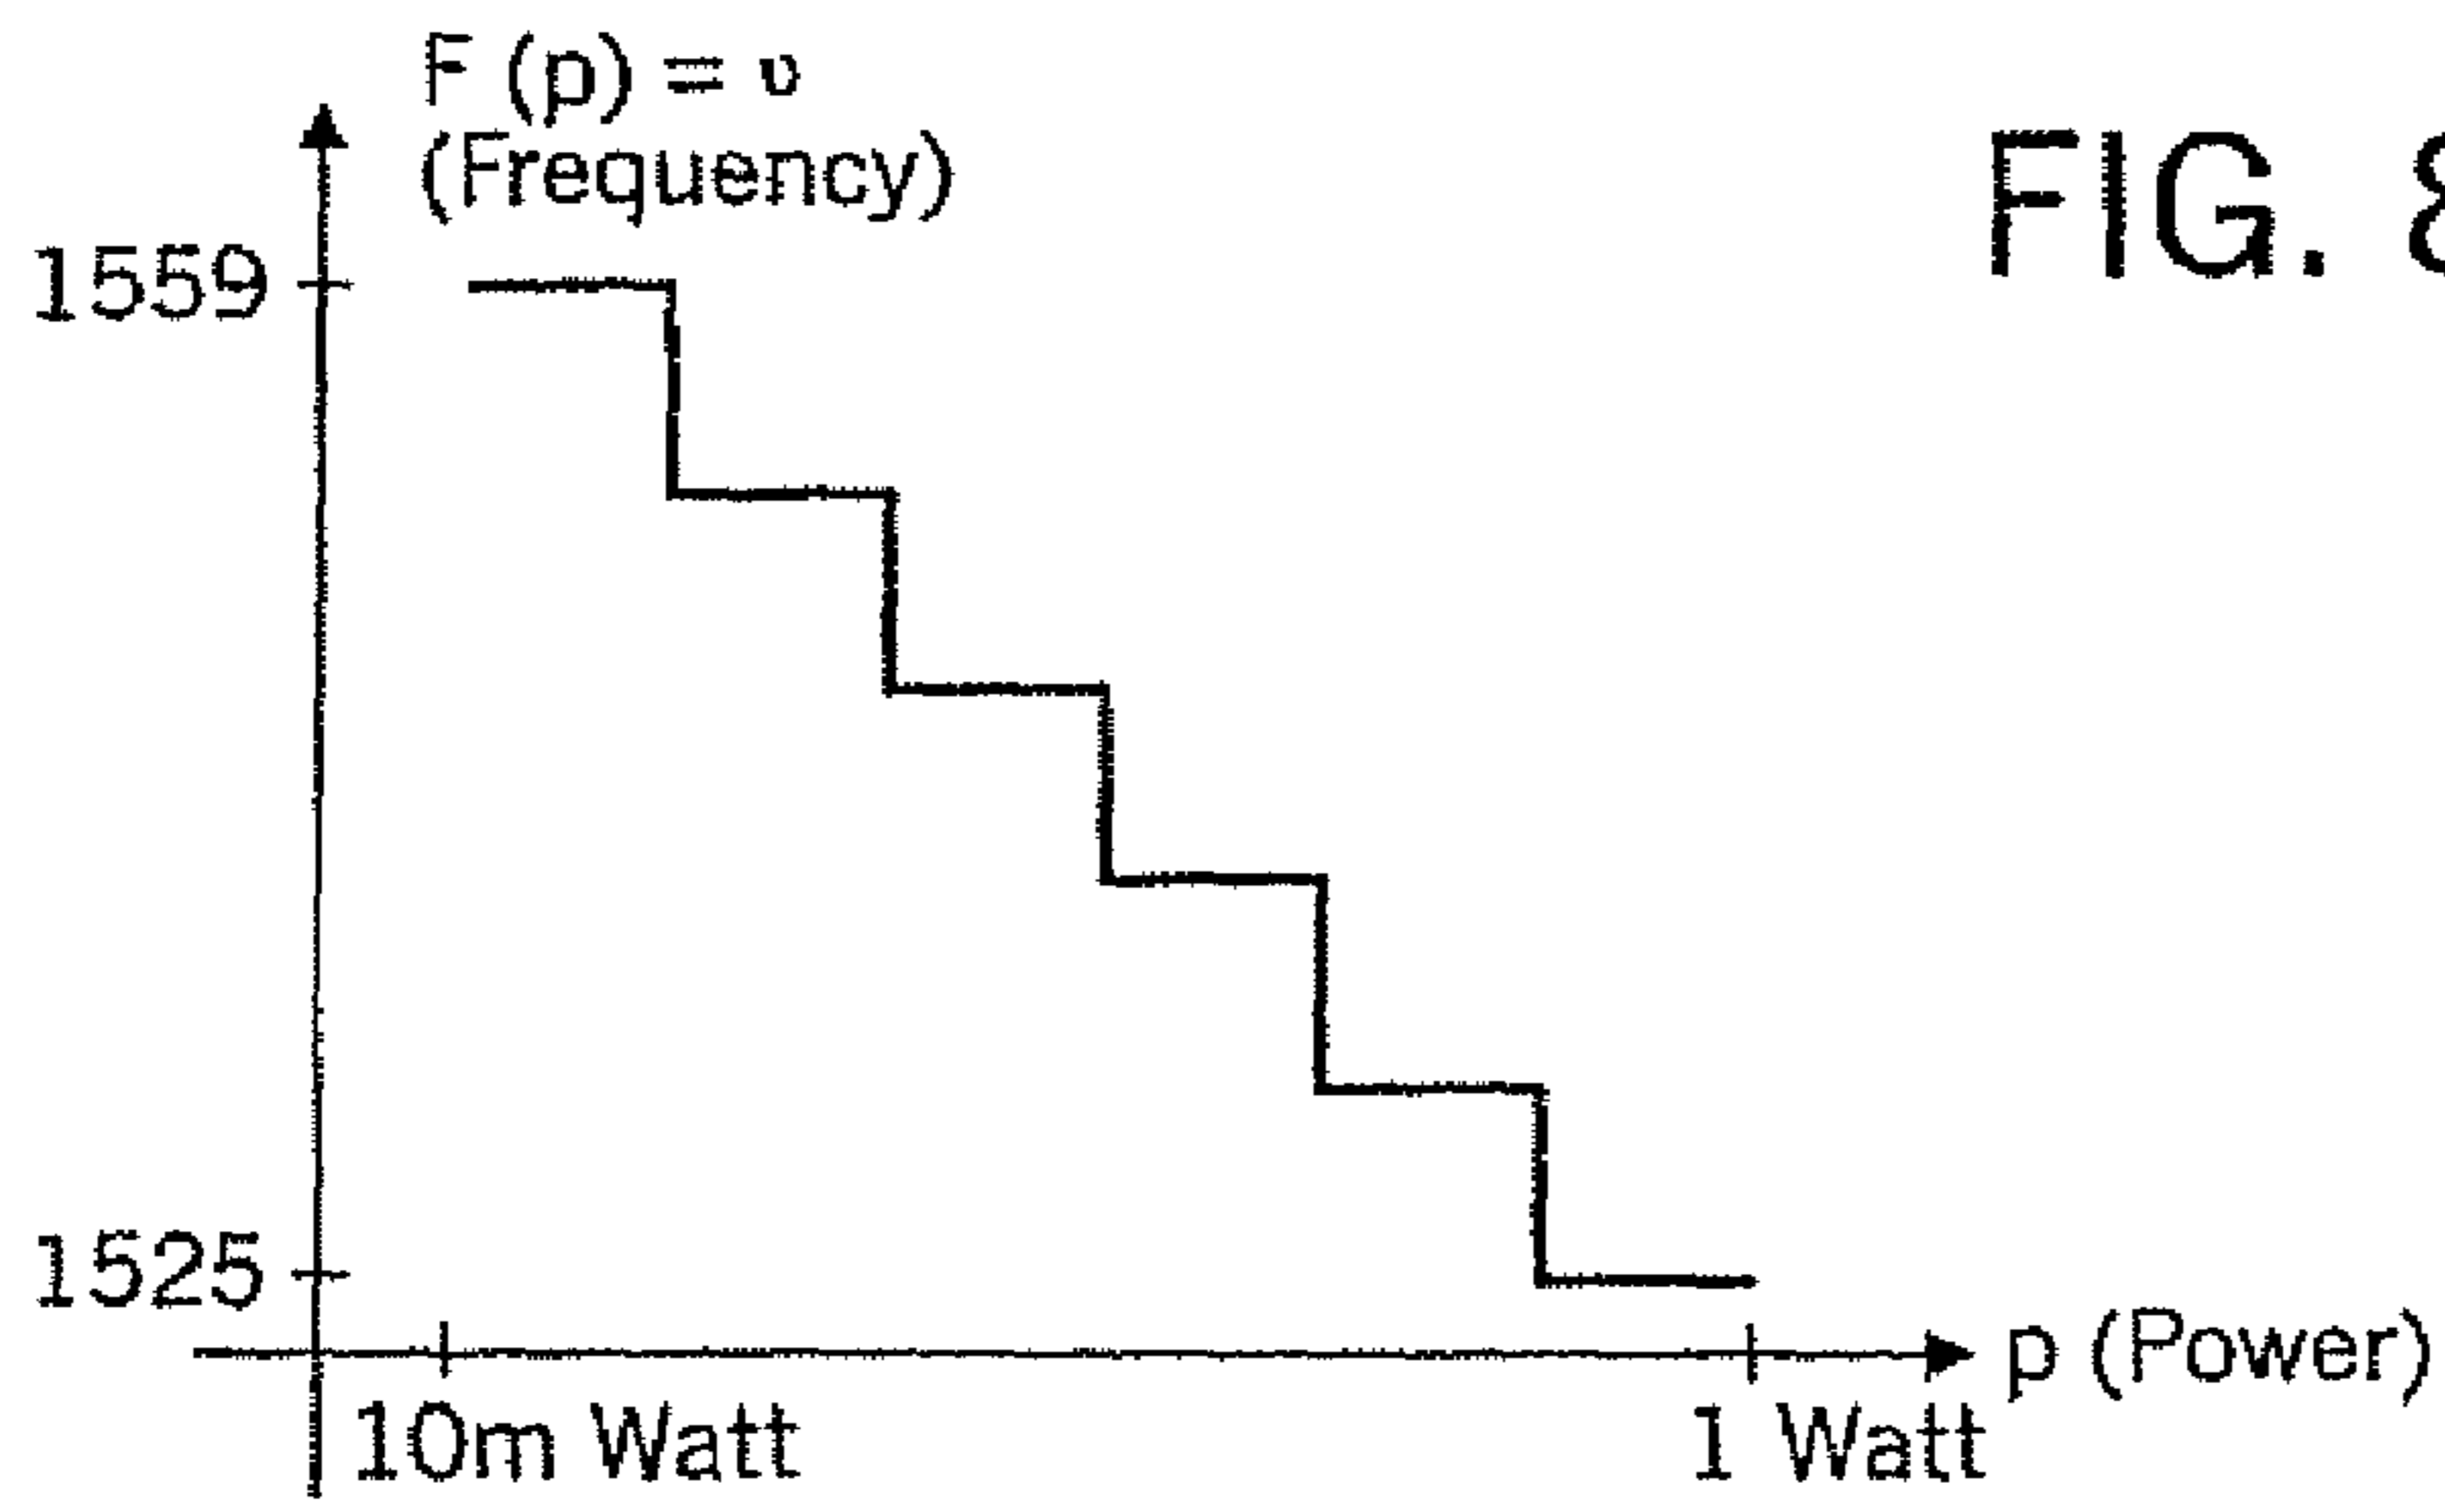 F (p) = υ
(Frequency)
FIG. 8
1559
1525
p (Power)
10m Watt
1 Watt